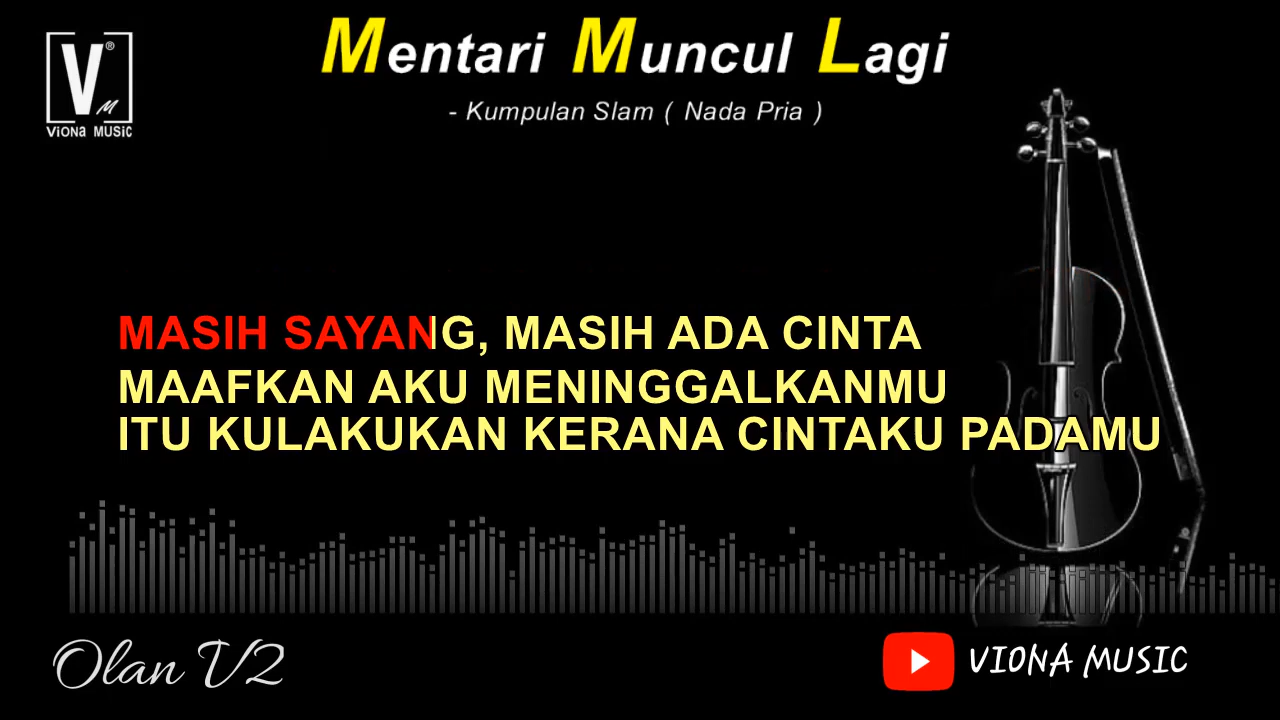 Mentari Muncul Lagi
- Kumpulan Slam ( Nada Pria )
V® M
ViONa MUSiC
MASIH SAYANG, MASIH ADA CINTA
MAAFKAN AKU MENINGGALKANMU
ITU KULAKUKAN KERANA CINTAKU PADAMU
Olan V2
VIONA MUSIC